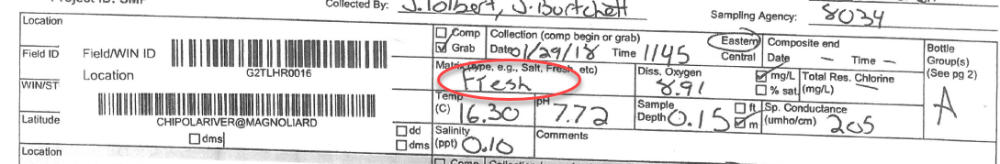 Project ID: SMP Collected By: J. Tolbert, J. Burtchett Sampling Agency: 8034
Location ☐ Comp Collection (comp begin or grab) Eastern Composite end Bottle
Field ID Field/WIN ID ☑ Grab Date 01/29/18 Time 1145 Central Date — Time — Group(s)
Location G2TLHR0016 Matrix (type, e.g., Salt, Fresh, etc) Diss. Oxygen ☑ mg/L Total Res. Chlorine (See pg 2)
WIN/ST Fresh 8.91 ☐ % sat. (mg/L) —
Temp pH Sample ☐ ft Sp. Conductance A
Latitude CHIPOLARIVER@MAGNOLIARD (C) 16.30 7.72 Depth 0.15 ☑ m (umho/cm) 205
☐ dms ☐ dd Salinity Comments
☐ dms (ppt) 0.10
Location ☐ Comp